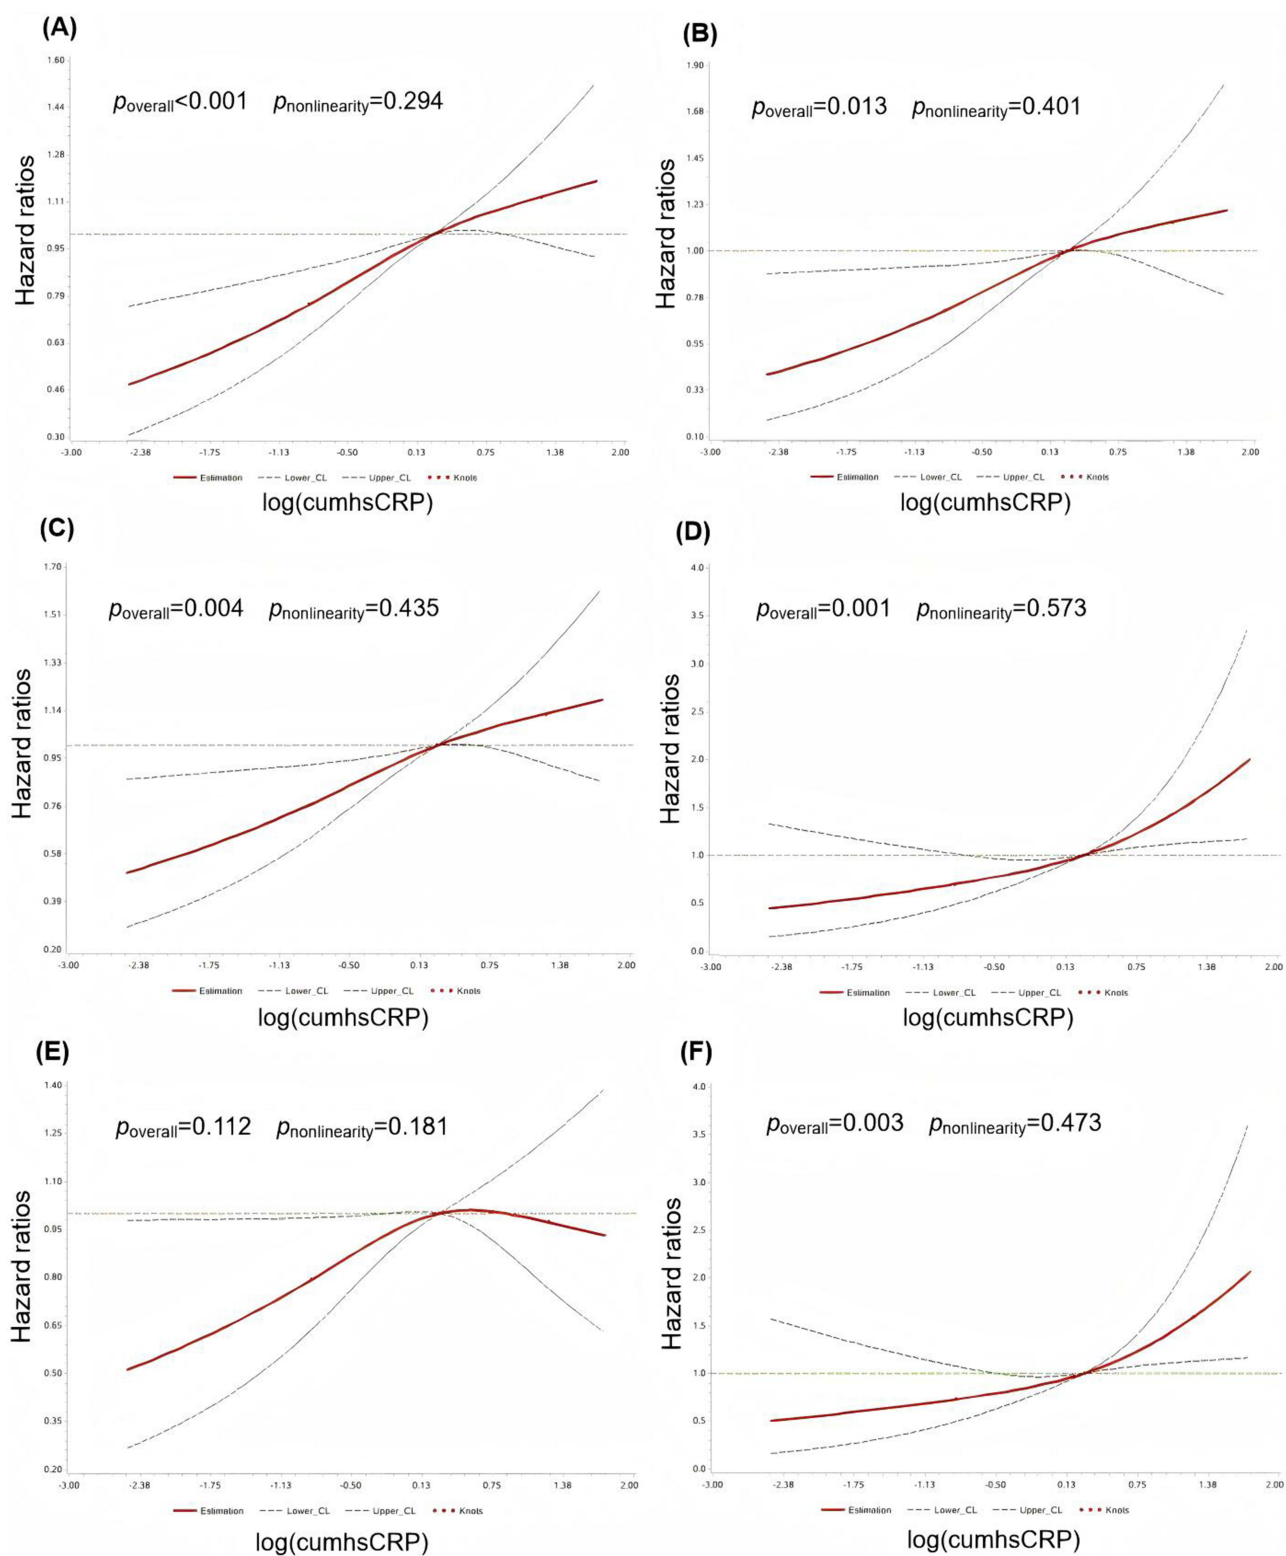 (A)
1.60
1.44
1.28
1.11
0.95
0.79
0.63
0.46
0.30
Hazard ratios
poverall<0.001 pnonlinearity=0.294
-3.00 -2.38 -1.75 -1.13 -0.50 0.13 0.75 1.38 2.00
Estimation Lower_CL Upper_CL Knots
log(cumhsCRP)
(B)
1.90
1.68
1.45
1.23
1.00
0.78
0.55
0.33
0.10
Hazard ratios
poverall=0.013 pnonlinearity=0.401
-3.00 -2.38 -1.75 -1.13 -0.50 0.13 0.75 1.38 2.00
Estimation Lower_CL Upper_CL Knots
log(cumhsCRP)
(C)
1.70
1.51
1.33
1.14
0.95
0.76
0.58
0.39
0.20
Hazard ratios
poverall=0.004 pnonlinearity=0.435
-3.00 -2.38 -1.75 -1.13 -0.50 0.13 0.75 1.38 2.00
Estimation Lower_CL Upper_CL Knots
log(cumhsCRP)
(D)
4.0
3.5
3.0
2.5
2.0
1.5
1.0
0.5
0.0
Hazard ratios
poverall=0.001 pnonlinearity=0.573
-3.00 -2.38 -1.75 -1.13 -0.50 0.13 0.75 1.38 2.00
Estimation Lower_CL Upper_CL Knots
log(cumhsCRP)
(E)
1.40
1.25
1.10
0.95
0.80
0.65
0.50
0.35
0.20
Hazard ratios
poverall=0.112 pnonlinearity=0.181
-3.00 -2.38 -1.75 -1.13 -0.50 0.13 0.75 1.38 2.00
Estimation Lower_CL Upper_CL Knots
log(cumhsCRP)
(F)
4.0
3.5
3.0
2.5
2.0
1.5
1.0
0.5
0.0
Hazard ratios
poverall=0.003 pnonlinearity=0.473
-3.00 -2.38 -1.75 -1.13 -0.50 0.13 0.75 1.38 2.00
Estimation Lower_CL Upper_CL Knots
log(cumhsCRP)